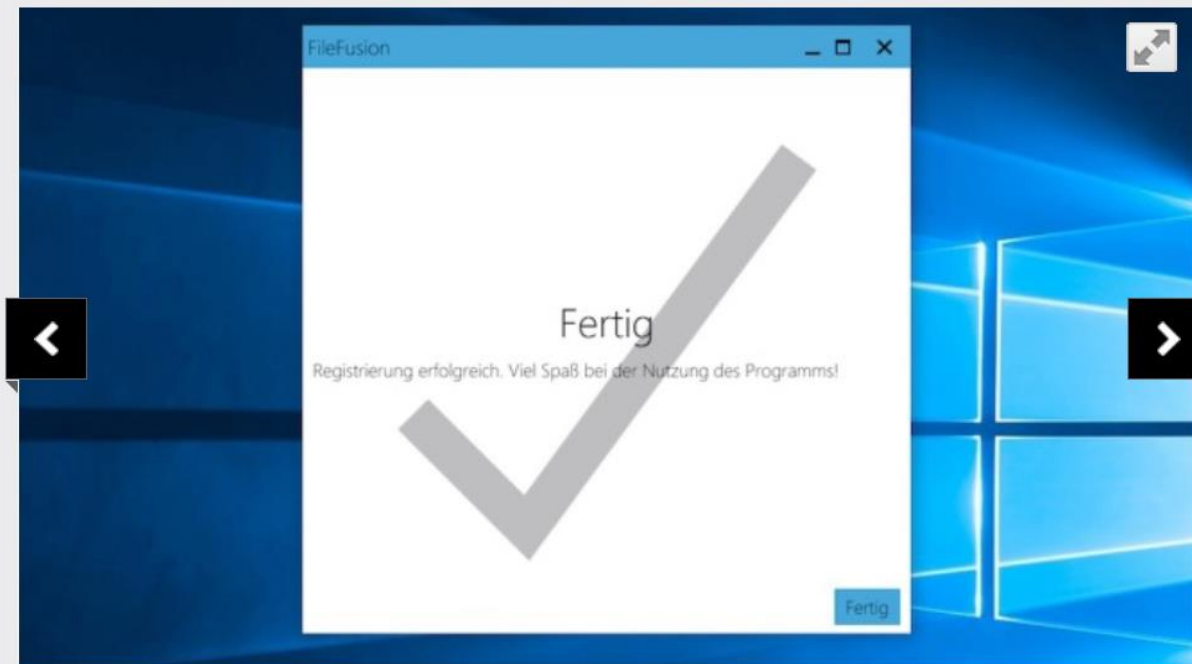 FileFusion
Fertig
Registrierung erfolgreich. Viel Spaß bei der Nutzung des Programms!
Fertig